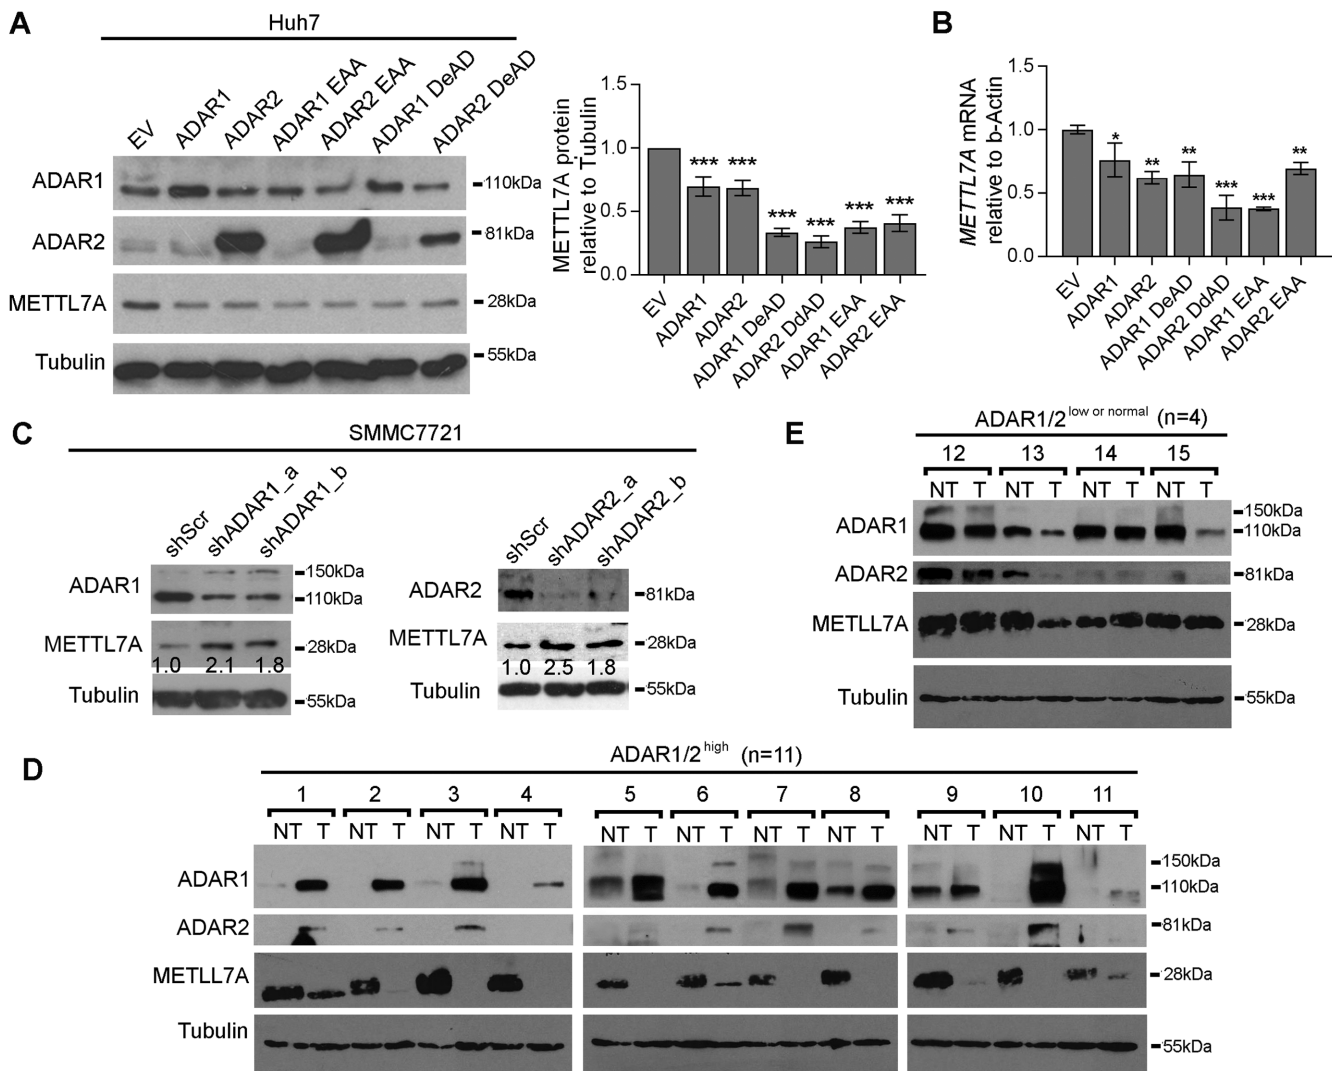 A
Huh7
EV
ADAR1
ADAR2
ADAR1 EAA
ADAR2 EAA
ADAR1 DeAD
ADAR2 DeAD
ADAR1
110kDa
ADAR2
81kDa
METTL7A
28kDa
Tubulin
55kDa
METTL7A protein
relative to Tubulin
1.5
1.0
0.5
0.0
*** *** *** *** *** ***
EV
ADAR1
ADAR2
ADAR1 DeAD
ADAR2 DdAD
ADAR1 EAA
ADAR2 EAA
B
METTL7A mRNA
relative to b-Actin
1.5
1.0
0.5
0.0
* ** ** *** *** **
EV
ADAR1
ADAR2
ADAR1 DeAD
ADAR2 DdAD
ADAR1 EAA
ADAR2 EAA
C
SMMC7721
shScr
shADAR1_a
shADAR1_b
ADAR1
150kDa
110kDa
METTL7A
28kDa
1.0 2.1 1.8
Tubulin
55kDa
shScr
shADAR2_a
shADAR2_b
ADAR2
81kDa
METTL7A
28kDa
1.0 2.5 1.8
Tubulin
55kDa
E
ADAR1/2 low or normal (n=4)
12 13 14 15
NT T NT T NT T NT T
ADAR1
150kDa
110kDa
ADAR2
81kDa
METLL7A
28kDa
Tubulin
55kDa
D
ADAR1/2 high (n=11)
1 2 3 4 5 6 7 8 9 10 11
NT T NT T NT T NT T NT T NT T NT T NT T NT T NT T NT T
ADAR1
150kDa
110kDa
ADAR2
81kDa
METLL7A
28kDa
Tubulin
55kDa